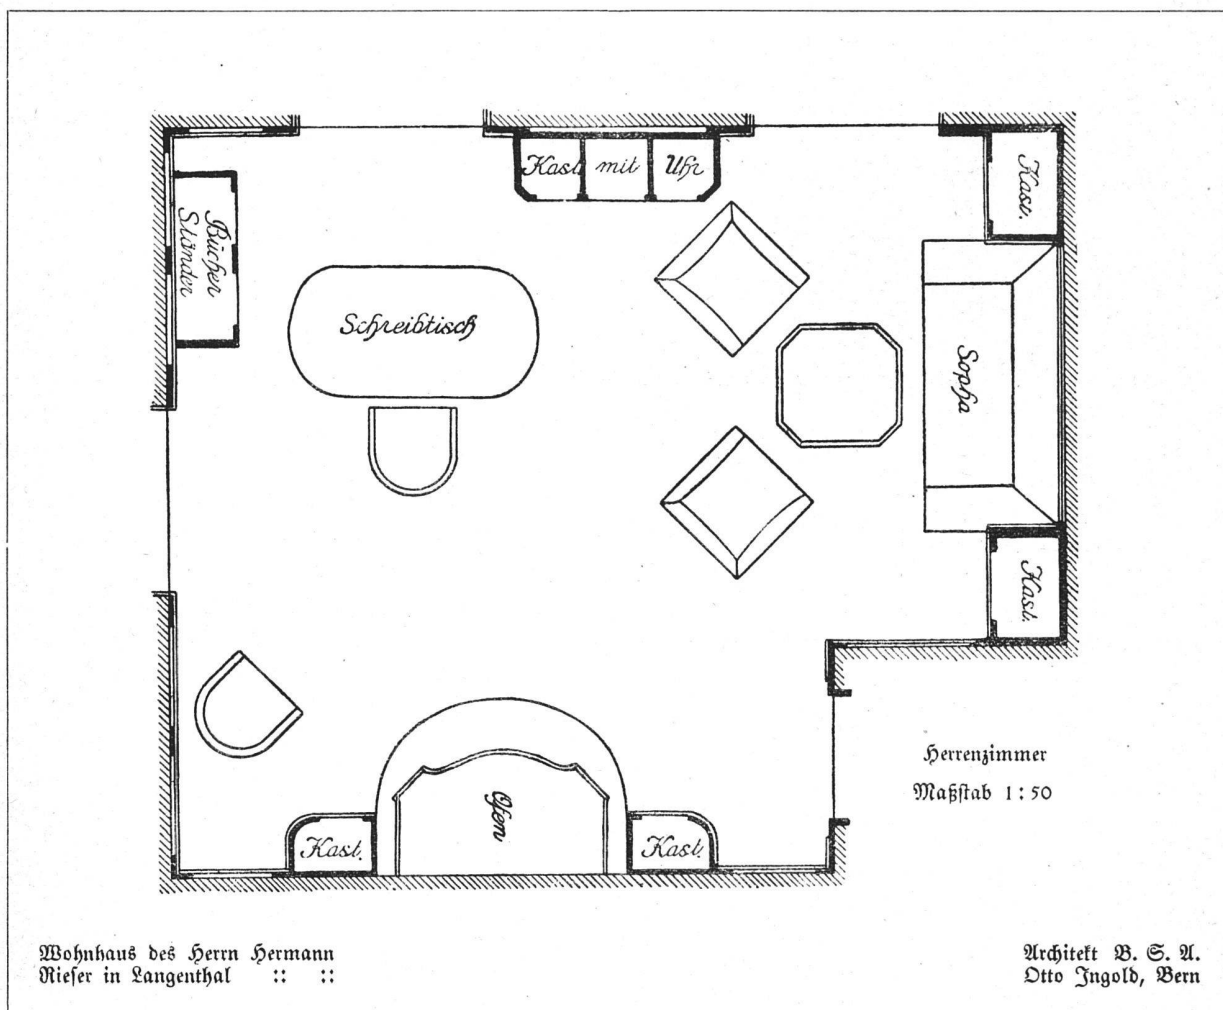 Kast. mit Uhr
Kast.
Bücher
Ständer
Schreibtisch
Sopha
Kast.
Herrenzimmer
Maßstab 1 : 50
Ofen
Kast.
Kast.
Wohnhaus des Herrn Hermann
Rieser in Langenthal :: ::
Architekt B. S. A.
Otto Ingold, Bern